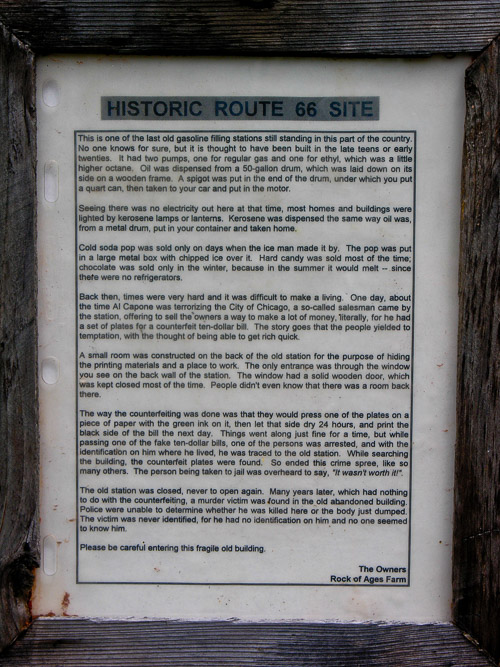 HISTORIC ROUTE 66 SITE
This is one of the last old gasoline filling stations still standing in this part of the country.
No one knows for sure, but it is thought to have been built in the late teens or early
twenties. It had two pumps, one for regular gas and one for ethyl, which was a little
higher octane. Oil was dispensed from a 50-gallon drum, which was laid down on its
side on a wooden frame. A spigot was put in the end of the drum, under which you put
a quart can, then taken to your car and put in the motor.
Seeing there was no electricity out here at that time, most homes and buildings were
lighted by kerosene lamps or lanterns. Kerosene was dispensed the same way oil was,
from a metal drum, put in your container and taken home.
Cold soda pop was sold only on days when the ice man made it by. The pop was put
in a large metal box with chipped ice over it. Hard candy was sold most of the time;
chocolate was sold only in the winter, because in the summer it would melt -- since
there were no refrigerators.
Back then, times were very hard and it was difficult to make a living. One day, about
the time Al Capone was terrorizing the City of Chicago, a so-called salesman came by
the station, offering to sell the owners a way to make a lot of money, literally, for he had
a set of plates for a counterfeit ten-dollar bill. The story goes that the people yielded to
temptation, with the thought of being able to get rich quick.
A small room was constructed on the back of the old station for the purpose of hiding
the printing materials and a place to work. The only entrance was through the window
you see on the back wall of the station. The window had a solid wooden door, which
was kept closed most of the time. People didn't even know that there was a room back
there.
The way the counterfeiting was done was that they would press one of the plates on a
piece of paper with the green ink on it, then let that side dry 24 hours, and print the
black side of the bill the next day. Things went along just fine for a time, but while
passing one of the fake ten-dollar bills, one of the persons was arrested, and with the
identification on him where he lived, he was traced to the old station. While searching
the building, the counterfeit plates were found. So ended this crime spree, like so
many others. The person being taken to jail was overheard to say, "It wasn't worth it!".
The old station was closed, never to open again. Many years later, which had nothing
to do with the counterfeiting, a murder victim was found in the old abandoned building.
Police were unable to determine whether he was killed here or the body just dumped.
The victim was never identified, for he had no identification on him and no one seemed
to know him.
Please be careful entering this fragile old building.
The Owners
Rock of Ages Farm